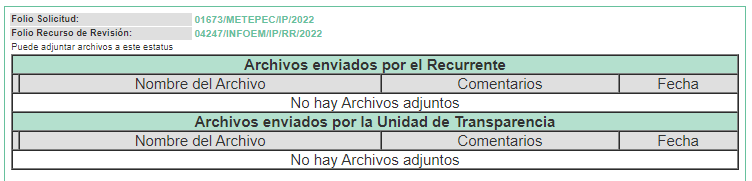 Folio Solicitud: 01673/METEPEC/IP/2022
Folio Recurso de Revisión: 04247/INFOEM/IP/RR/2022
Puede adjuntar archivos a este estatus
Archivos enviados por el Recurrente
Nombre del Archivo Comentarios Fecha
No hay Archivos adjuntos
Archivos enviados por la Unidad de Transparencia
Nombre del Archivo Comentarios Fecha
No hay Archivos adjuntos